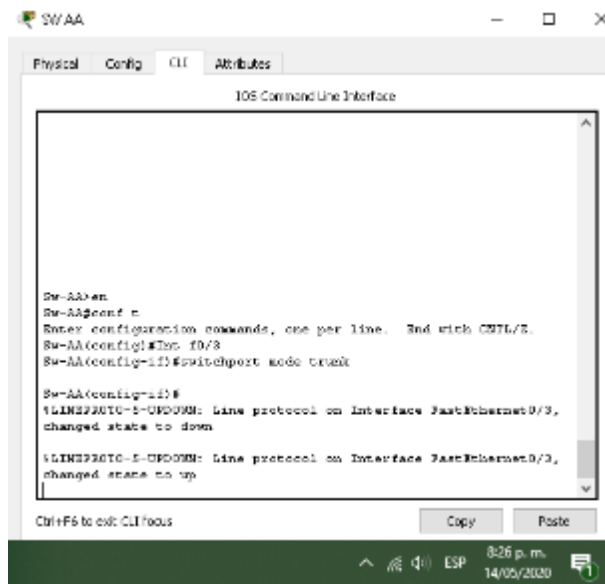 SW AA
Physical Config CLI Attributes
IOS Command Line Interface
Sw-AA>en
Sw-AA#conf t
Enter configuration commands, one per line. End with CNTL/Z.
Sw-AA(config)#Int f0/3
Sw-AA(config-if)#switchport mode trunk
Sw-AA(config-if)#
%LINEPROTO-5-UPDOWN: Line protocol on Interface FastEthernet0/3,
changed state to down
%LINEPROTO-5-UPDOWN: Line protocol on Interface FastEthernet0/3,
changed state to up
Ctrl+F6 to exit CLI focus
Copy Paste
ESP
8:26 p. m.
14/05/2020
1